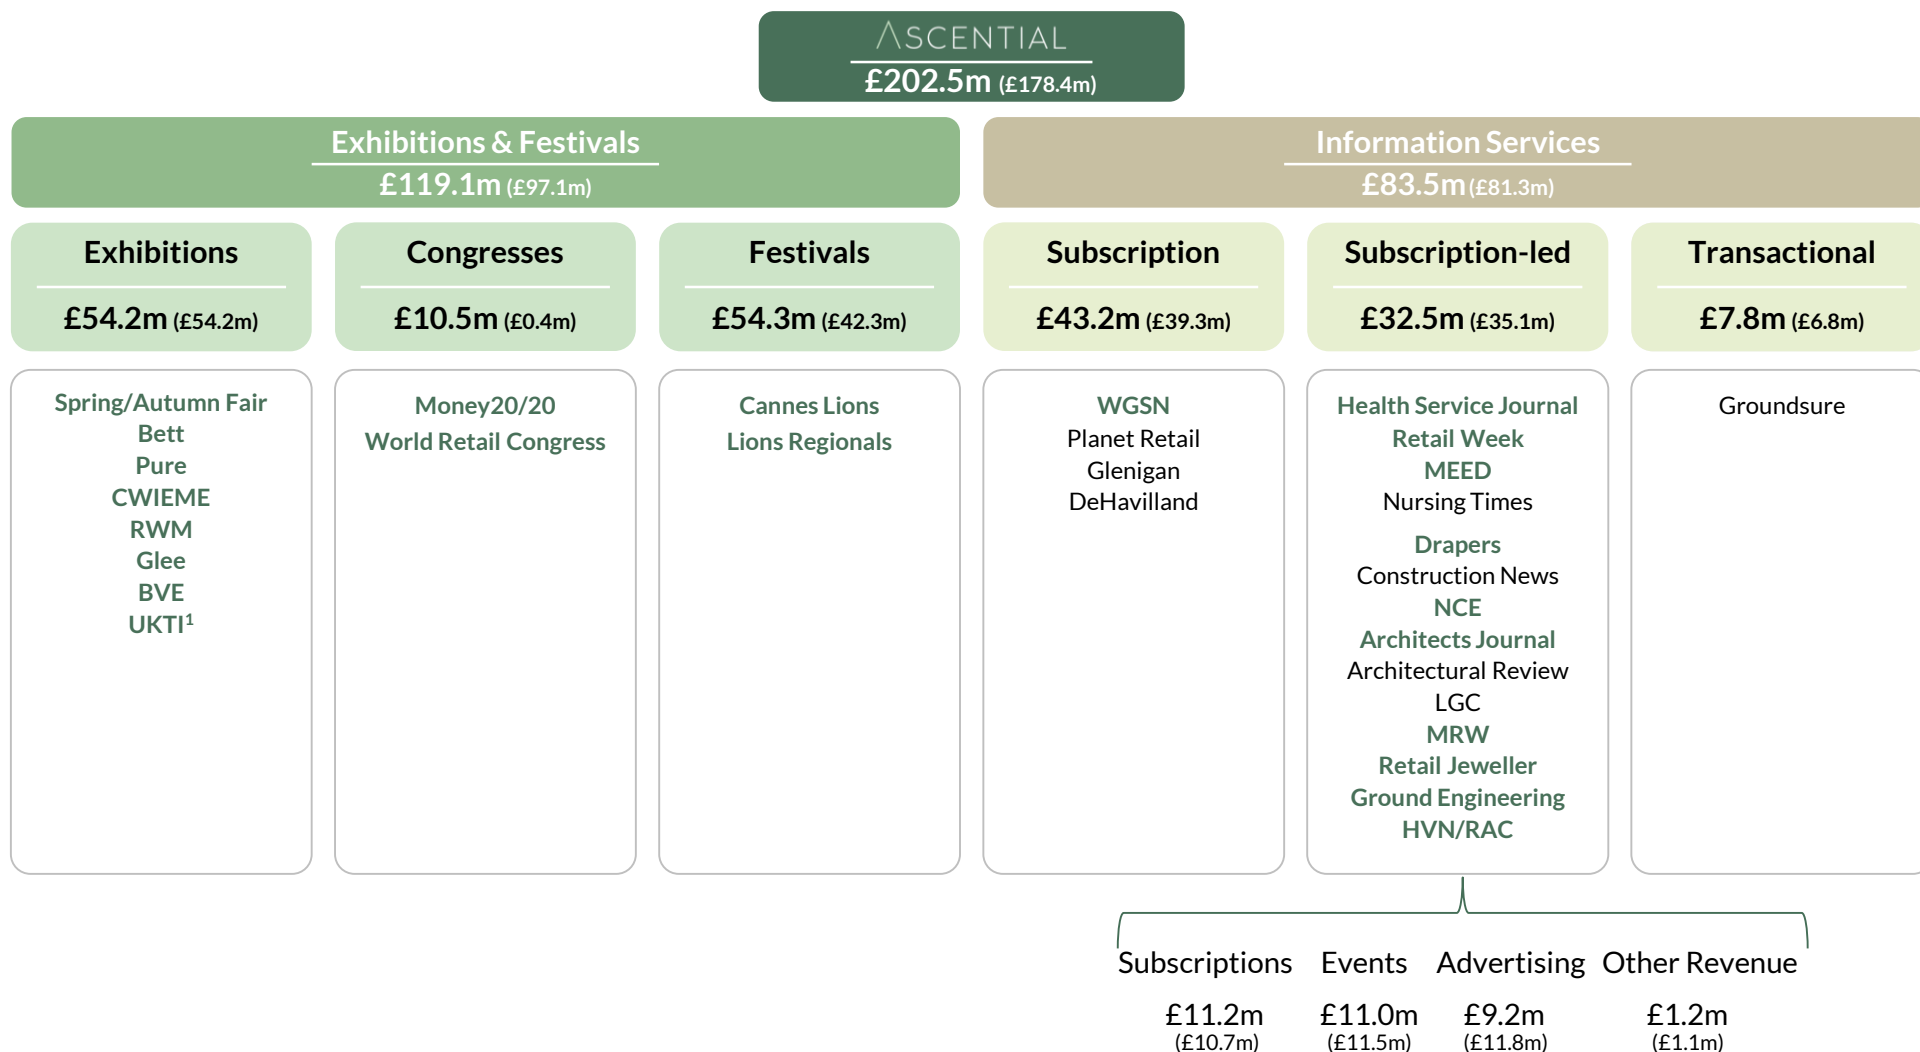 ASCENTIAL
£202.5m (£178.4m)
Exhibitions & Festivals
£119.1m (£97.1m)
Information Services
£83.5m (£81.3m)
Exhibitions
£54.2m (£54.2m)
Congresses
£10.5m (£0.4m)
Festivals
£54.3m (£42.3m)
Subscription
£43.2m (£39.3m)
Subscription-led
£32.5m (£35.1m)
Transactional
£7.8m (£6.8m)
Spring/Autumn Fair
Bett
Pure
CWIEME
RWM
Glee
BVE
UKTI¹
Money20/20
World Retail Congress
Cannes Lions
Lions Regionals
WGSN
Planet Retail
Glenigan
DeHavilland
Health Service Journal
Retail Week
MEED
Nursing Times
Drapers
Construction News
NCE
Architects Journal
Architectural Review
LGC
MRW
Retail Jeweller
Ground Engineering
HVN/RAC
Groundsure
Subscriptions
£11.2m
(£10.7m)
Events
£11.0m
(£11.5m)
Advertising
£9.2m
(£11.8m)
Other Revenue
£1.2m
(£1.1m)